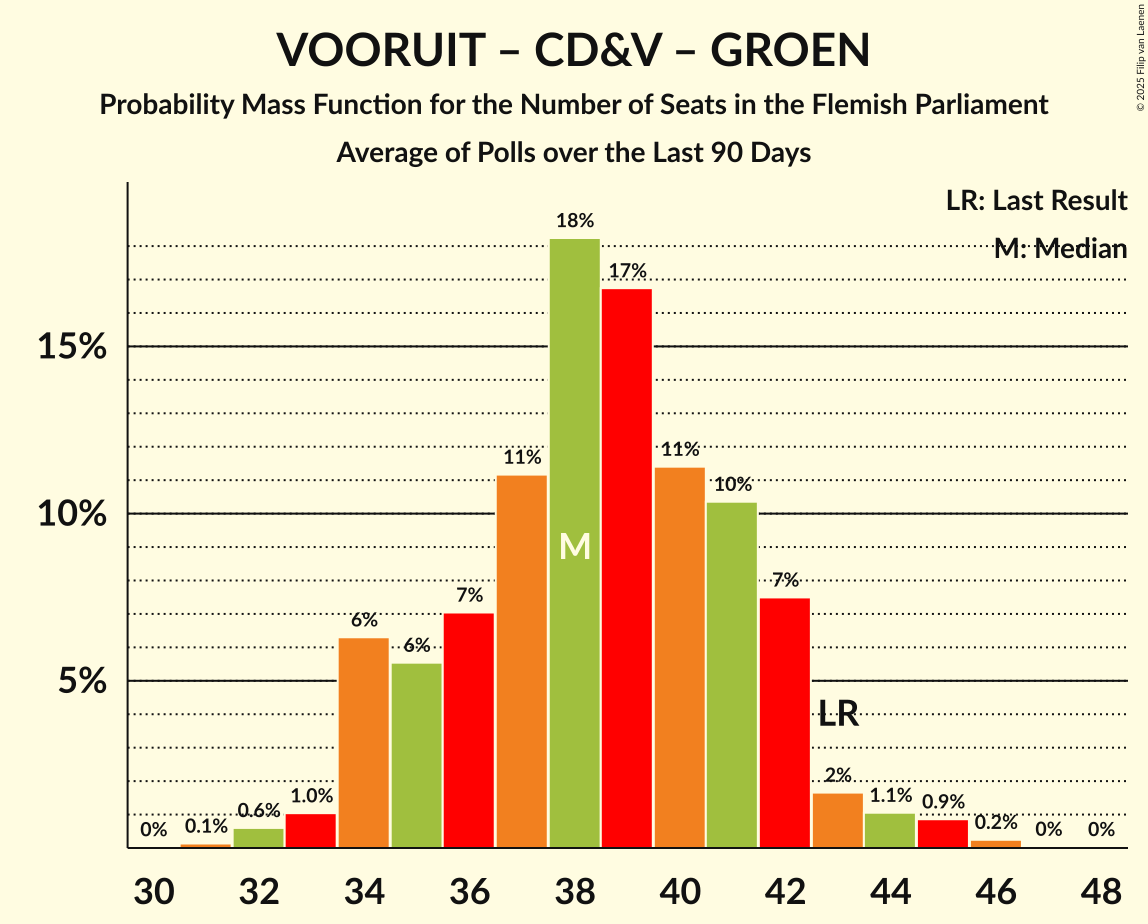 VOORUIT – CD&V – GROEN
Probability Mass Function for the Number of Seats in the Flemish Parliament
Average of Polls over the Last 90 Days
© 2025 Filip van Laenen
LR: Last Result
M: Median
15%
10%
5%
0%
0.1%
0.6%
1.0%
6%
6%
7%
11%
18%
17%
11%
10%
7%
2%
1.1%
0.9%
0.2%
0%
0%
M
LR
30 32 34 36 38 40 42 44 46 48